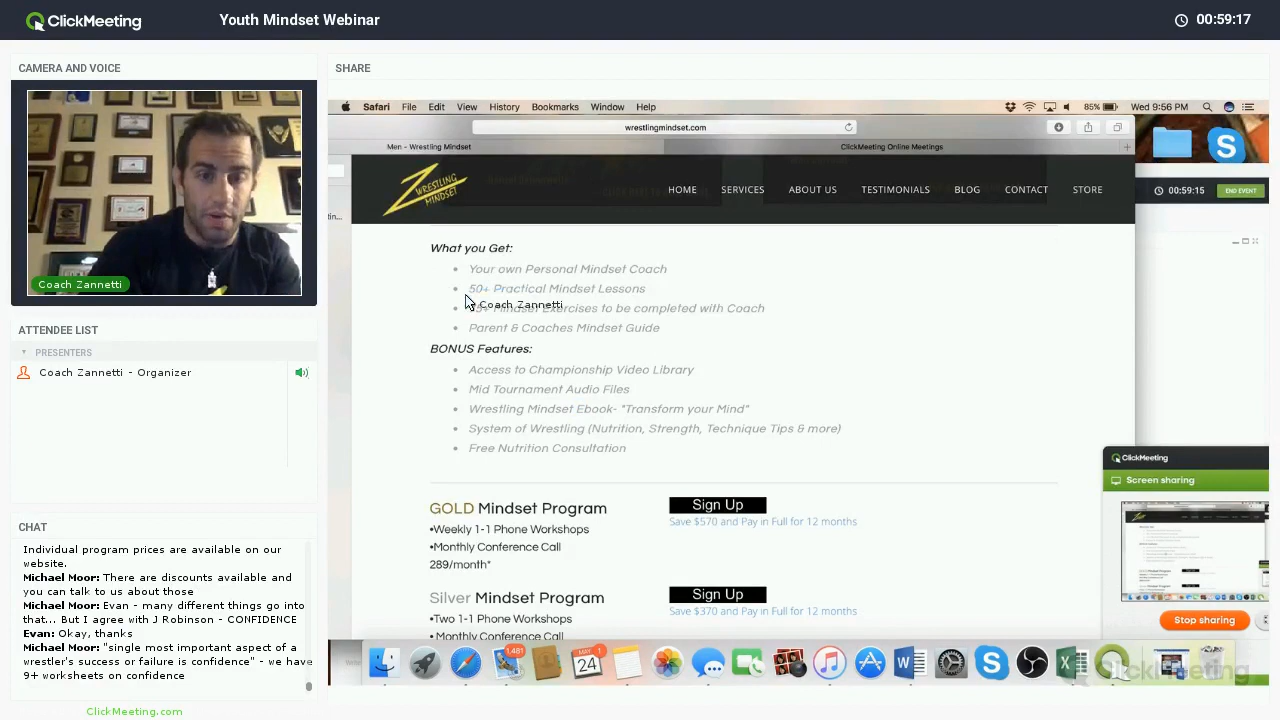 ClickMeeting
Youth Mindset Webinar
00:59:17
CAMERA AND VOICE
Coach Zannetti
ATTENDEE LIST
PRESENTERS
Coach Zannetti - Organizer
CHAT
Individual program prices are available on our
website.
Michael Moor: There are discounts available and
you can talk to us about those
Michael Moor: Evan - many different things go into
that... But I agree with J Robinson - CONFIDENCE
Evan: Okay, thanks
Michael Moor: "single most important aspect of a
wrestler's success or failure is confidence" - we have
9+ worksheets on confidence
ClickMeeting.com
SHARE
Safari File Edit View History Bookmarks Window Help
85% Wed 9:56 PM
wrestlingmindset.com
Men - Wrestling Mindset
ClickMeeting Online Meetings
WRESTLING MINDSET
HOME SERVICES ABOUT US TESTIMONIALS BLOG CONTACT STORE
00:59:15
END EVENT
What you Get:
• Your own Personal Mindset Coach
• 50+ Practical Mindset Lessons
Coach Zannetti
Mindset Exercises to be completed with Coach
• Parent & Coaches Mindset Guide
BONUS Features:
• Access to Championship Video Library
• Mid Tournament Audio Files
• Wrestling Mindset Ebook- "Transform your Mind"
• System of Wrestling (Nutrition, Strength, Technique Tips & more)
• Free Nutrition Consultation
GOLD Mindset Program
Sign Up
Save $570 and Pay in Full for 12 months
•Weekly 1-1 Phone Workshops
•Monthly Conference Call
289/month*
Silver Mindset Program
Sign Up
Save $370 and Pay in Full for 12 months
•Two 1-1 Phone Workshops
•Monthly Conference Call
ClickMeeting
Screen sharing
Stop sharing
1,481
MAY
24
ClickMeeting